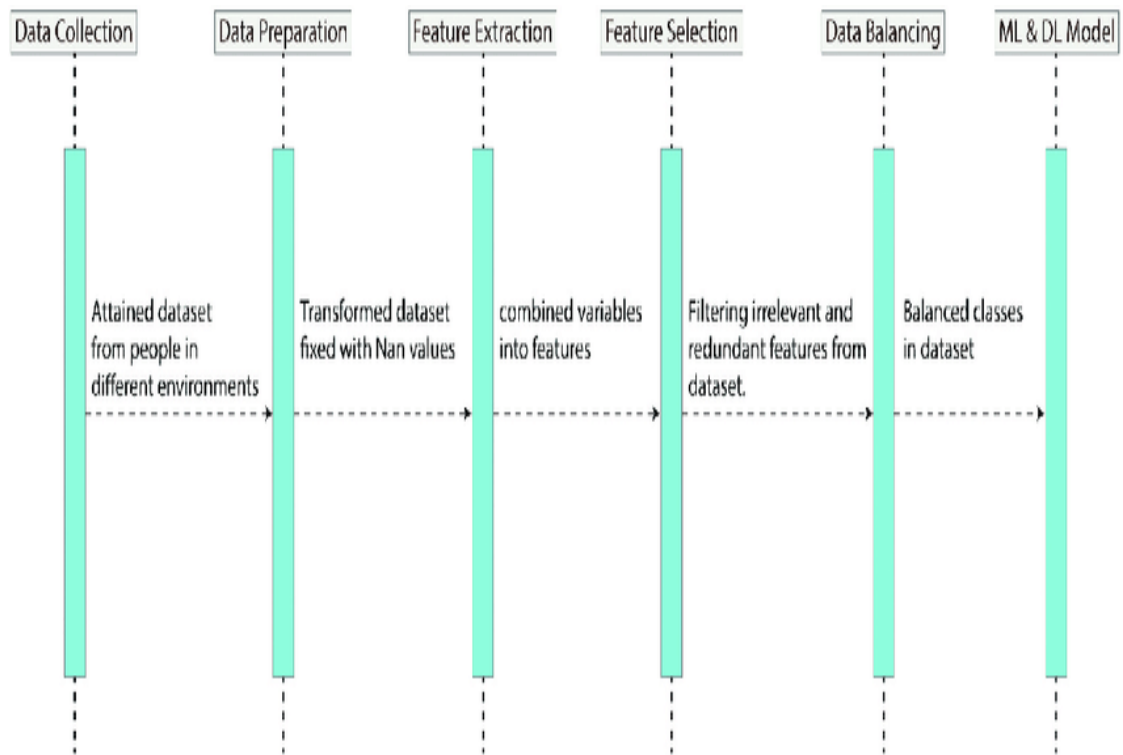 Data Collection
Data Preparation
Feature Extraction
Feature Selection
Data Balancing
ML & DL Model
Attained dataset
from people in
different environments
Transformed dataset
fixed with Nan values
combined variables
into features
Filtering irrelevant and
redundant features from
dataset.
Balanced classes
in dataset